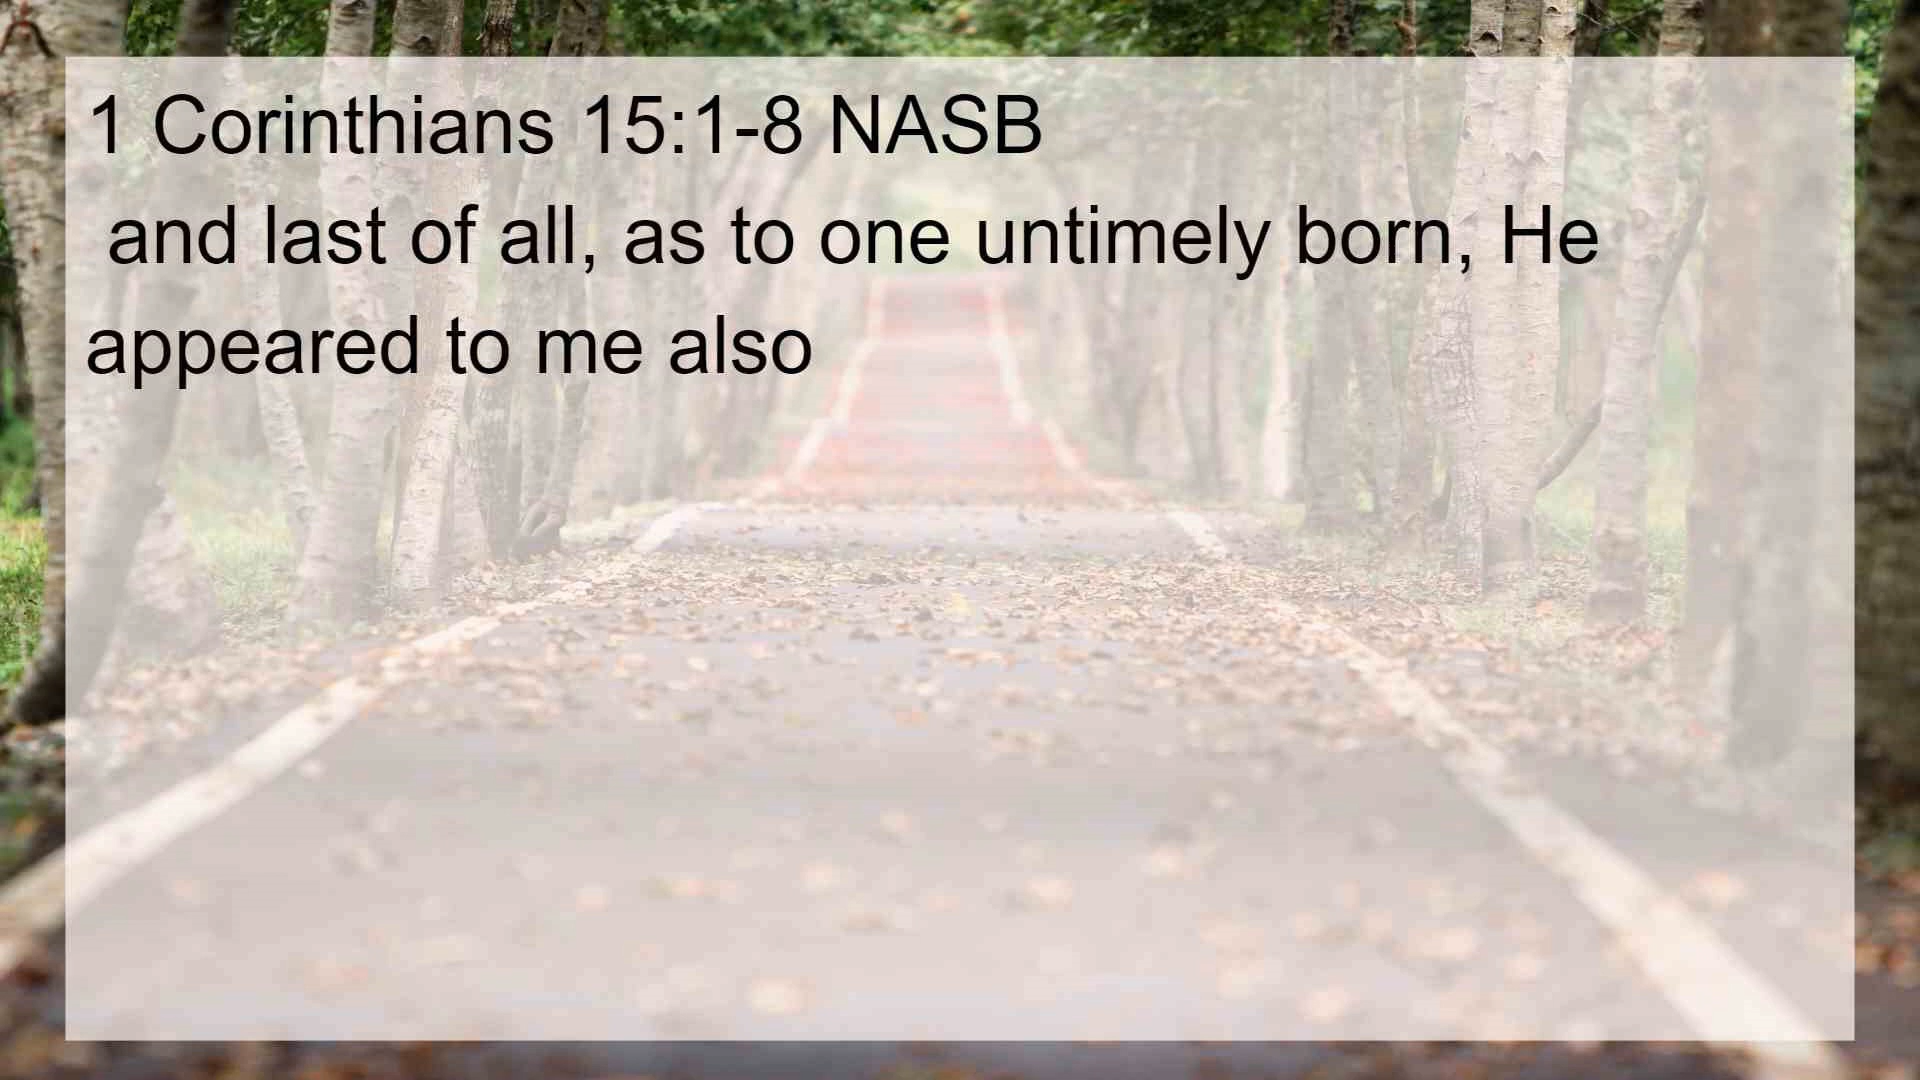 1 Corinthians 15:1-8 NASB
and last of all, as to one untimely born, He
appeared to me also